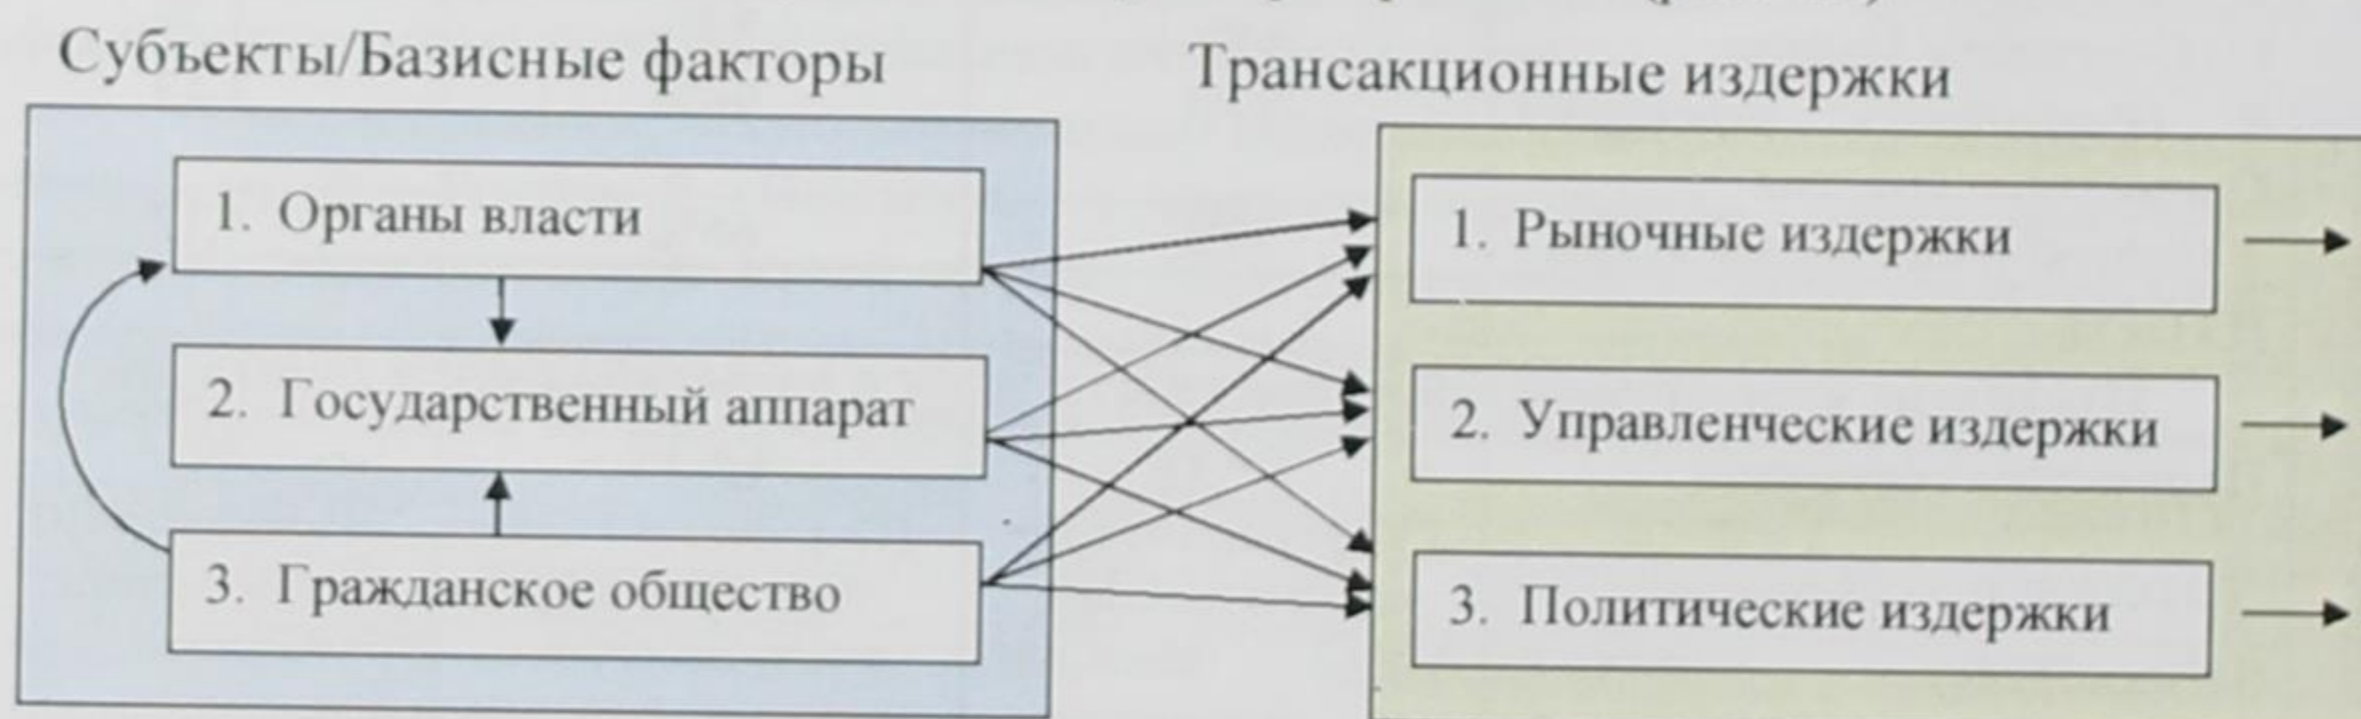 Субъекты/Базисные факторы
Трансакционные издержки
1. Органы власти
2. Государственный аппарат
3. Гражданское общество
1. Рыночные издержки
2. Управленческие издержки
3. Политические издержки